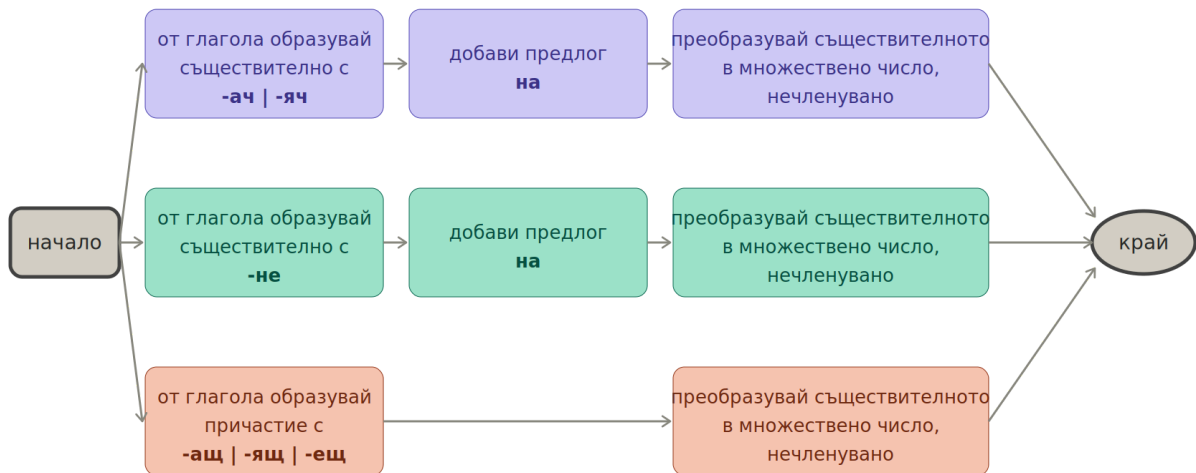 от глагола образувай
съществително с
-ач | -яч
добави предлог
на
преобразувай съществителното
в множествено число,
нечленувано
начало
от глагола образувай
съществително с
-не
добави предлог
на
преобразувай съществителното
в множествено число,
нечленувано
край
от глагола образувай
причастие с
-ащ | -ящ | -ещ
преобразувай съществителното
в множествено число,
нечленувано